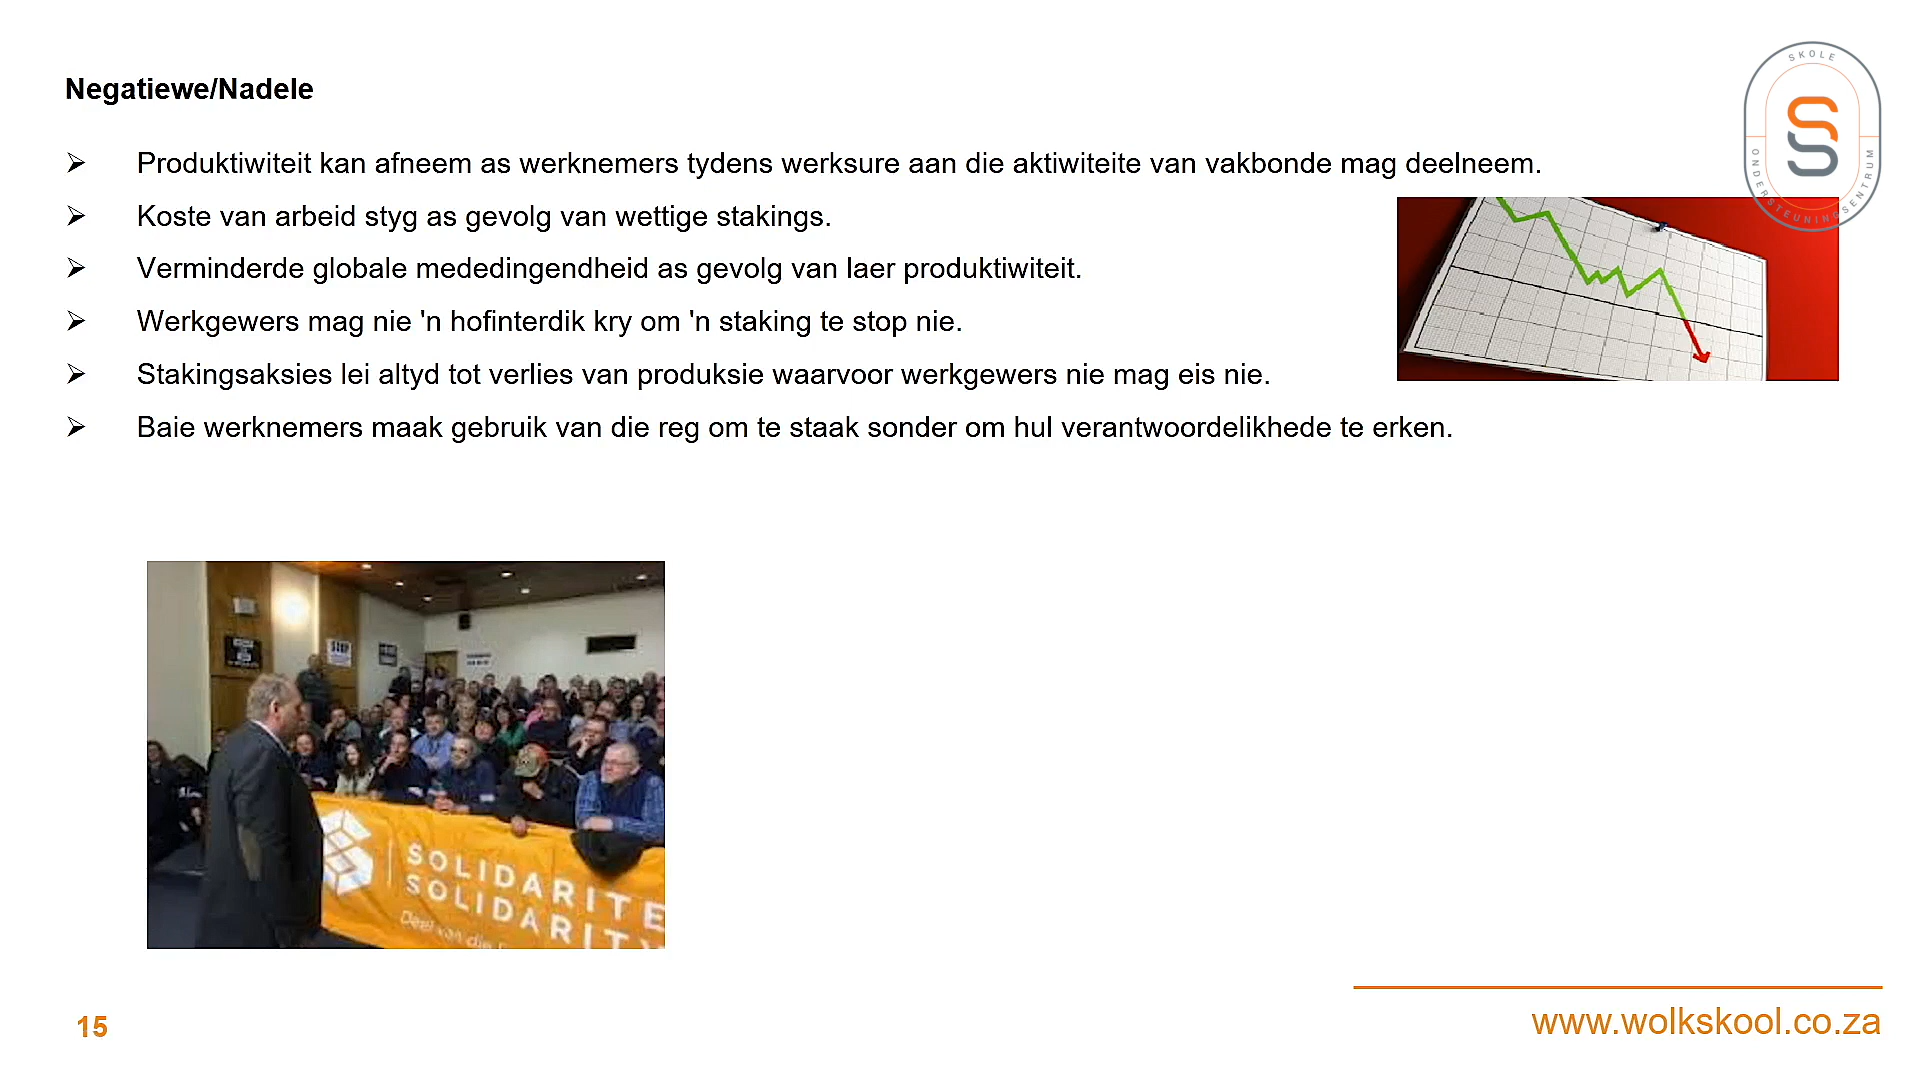 Negatiewe/Nadele
SKOLE
ONDERSTEUNINGSENTRUM
Produktiwiteit kan afneem as werknemers tydens werksure aan die aktiwiteite van vakbonde mag deelneem.
Koste van arbeid styg as gevolg van wettige stakings.
Verminderde globale mededingendheid as gevolg van laer produktiwiteit.
Werkgewers mag nie 'n hofinterdik kry om 'n staking te stop nie.
Stakingsaksies lei altyd tot verlies van produksie waarvoor werkgewers nie mag eis nie.
Baie werknemers maak gebruik van die reg om te staak sonder om hul verantwoordelikhede te erken.
SOLIDARITE
SOLIDARITY
Deel van die
15
www.wolkskool.co.za